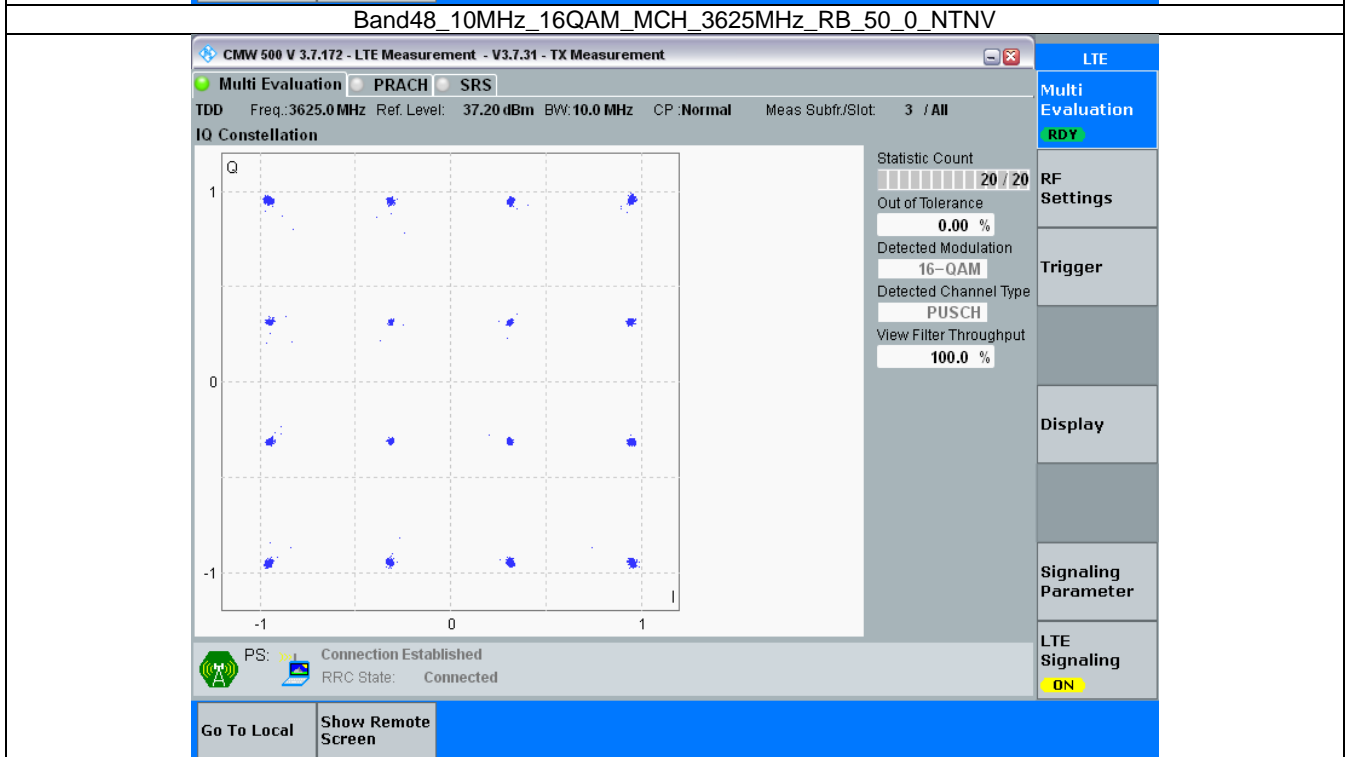 Band48_10MHz_16QAM_MCH_3625MHz_RB_50_0_NTNV
CMW 500 V 3.7.172 - LTE Measurement - V3.7.31 - TX Measurement
LTE
Multi Evaluation PRACH SRS
Multi
Evaluation
RDY
TDD Freq.:3625.0 MHz Ref. Level: 37.20 dBm BW:10.0 MHz CP :Normal Meas Subfr./Slot: 3 / All
IQ Constellation
Q
1
0
-1
-1 0 1
I
Statistic Count
20 / 20
Out of Tolerance
0.00 %
Detected Modulation
16-QAM
Detected Channel Type
PUSCH
View Filter Throughput
100.0 %
RF
Settings
Trigger
Display
Signaling
Parameter
LTE
Signaling
ON
PS: Connection Established
RRC State: Connected
Go To Local
Show Remote
Screen